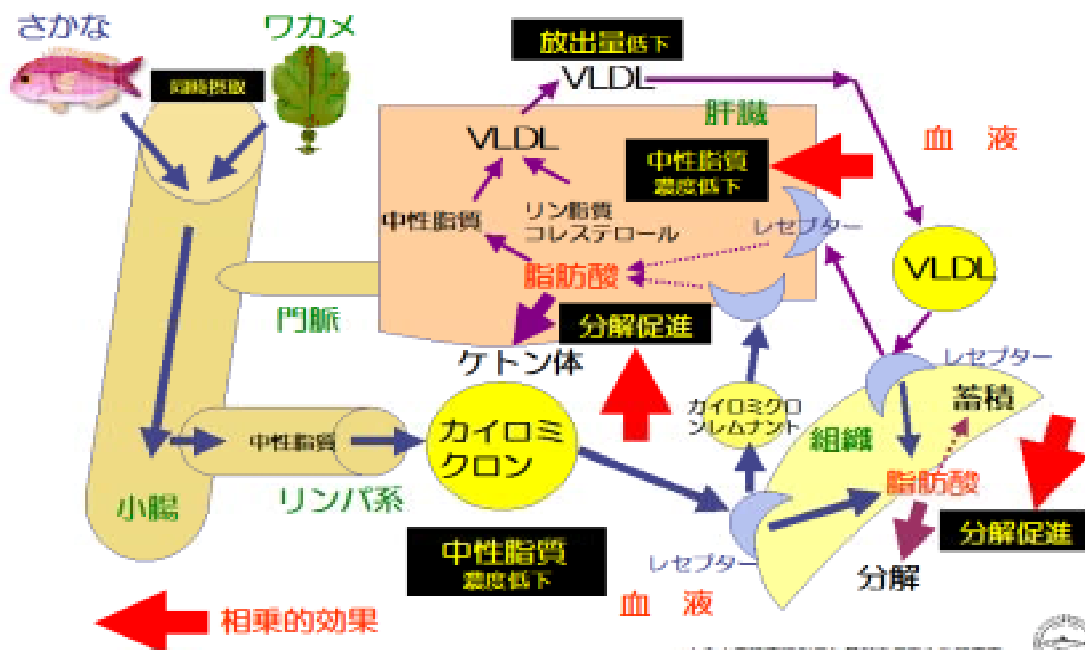 さかな
ワカメ
同時摂取
放出量低下
VLDL
肝臓
血 液
VLDL
中性脂質
濃度低下
中性脂質
リン脂質
コレステロール
レセプター
VLDL
脂肪酸
門脈
分解促進
ケトン体
レセプター
カイロミクロ
ンレムナント
蓄積
組織
中性脂質
カイロミ
クロン
脂肪酸
リンパ系
小腸
分解促進
中性脂質
濃度低下
レセプター
分解
血 液
相乗的効果